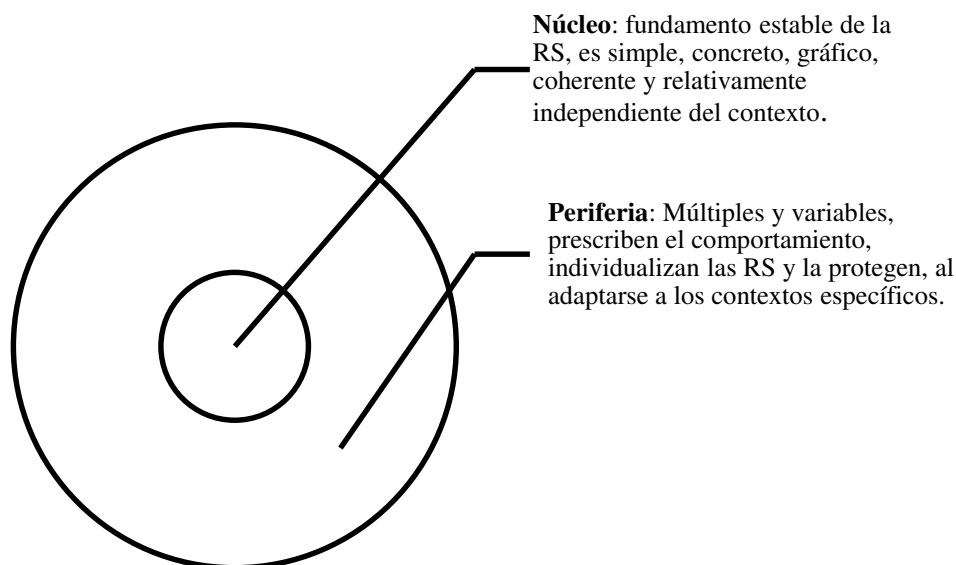 Núcleo: fundamento estable de la
RS, es simple, concreto, gráfico,
coherente y relativamente
independiente del contexto.
Periferia: Múltiples y variables,
prescriben el comportamiento,
individualizan las RS y la protegen, al
adaptarse a los contextos específicos.